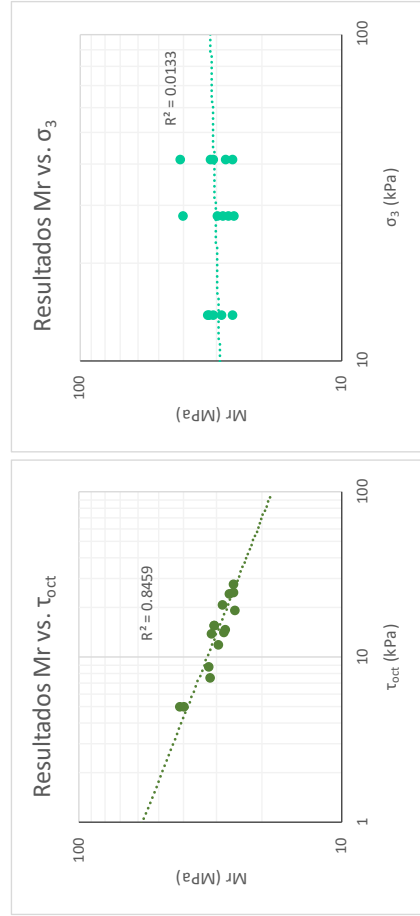 Resultados Mr vs. τoct
100
Mr (MPa)
10
R² = 0.8459
1
10
100
τoct (kPa)
Resultados Mr vs. σ3
100
Mr (MPa)
10
R² = 0.0133
10
100
σ3 (kPa)